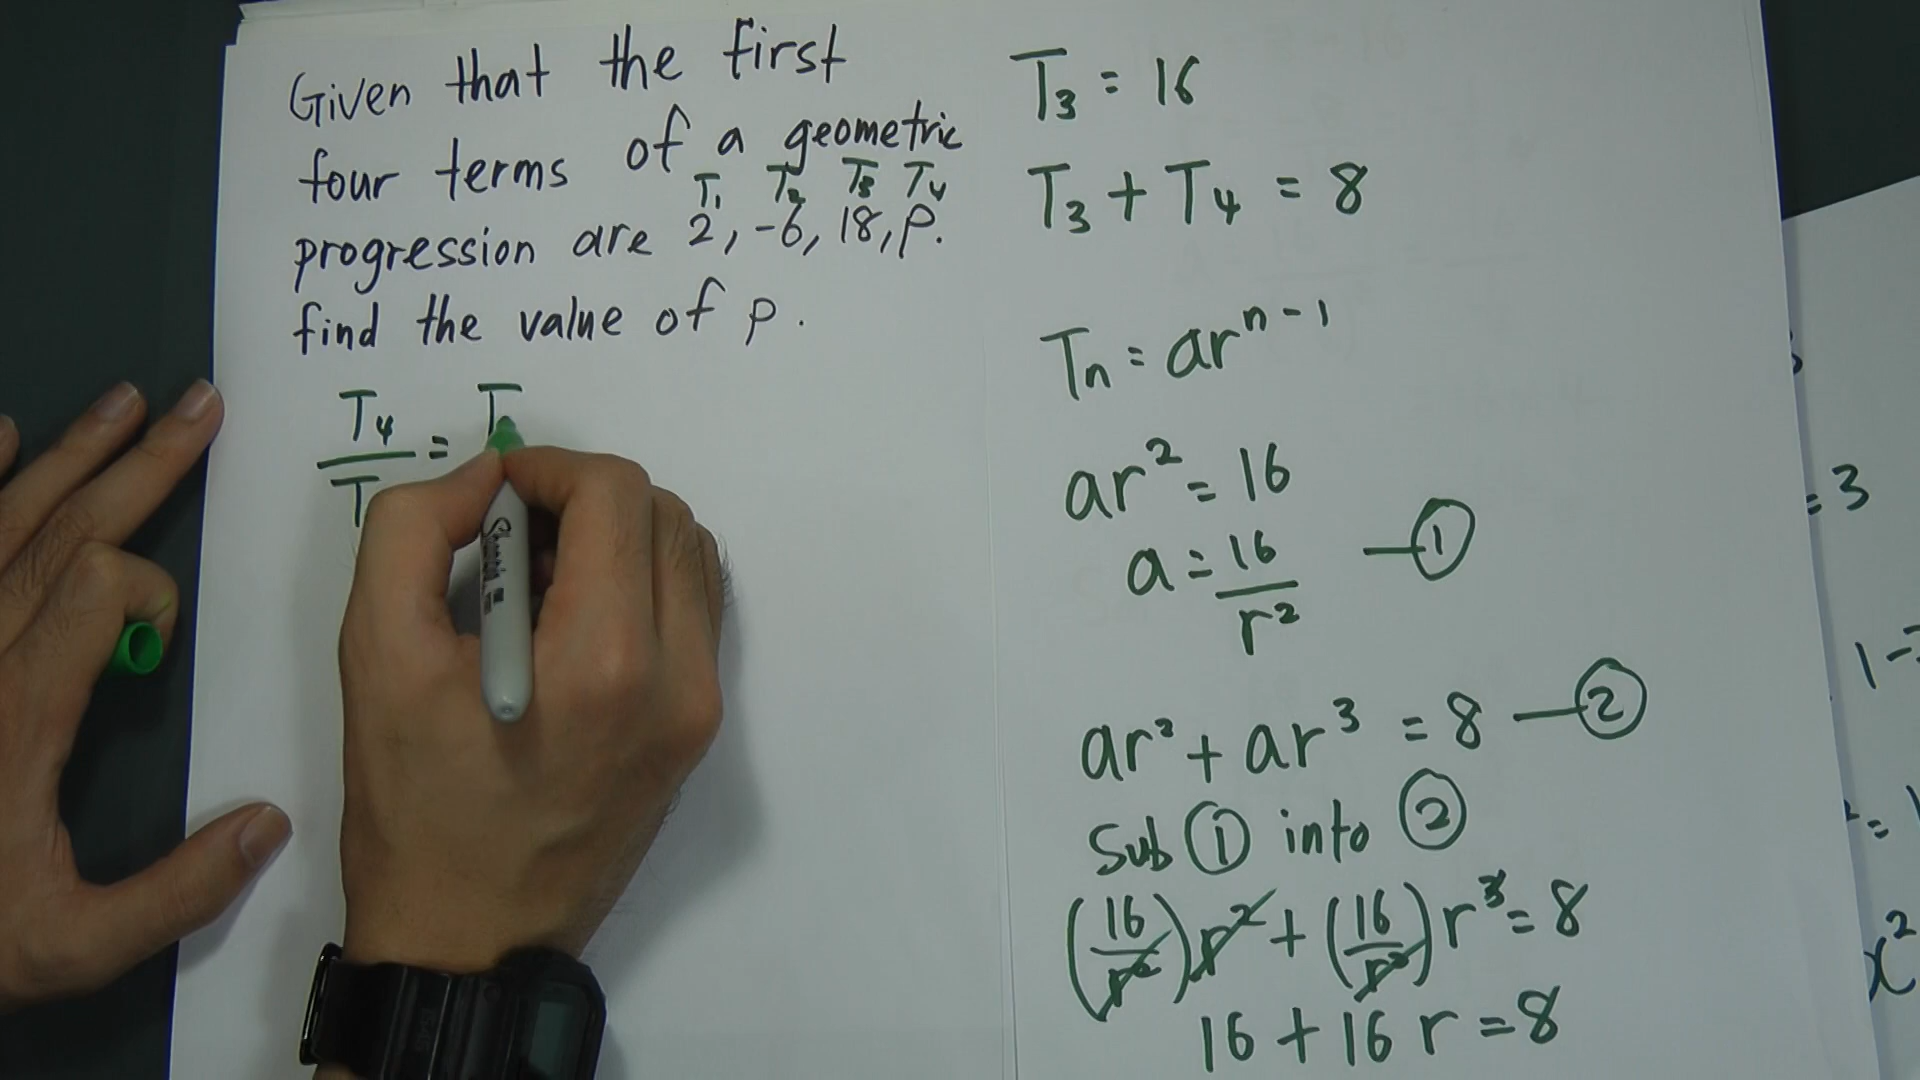 Given that the first
four terms of a geometric
T₁ T₂ T₃ T₄
progression are 2, -6, 18, p.
find the value of p.
T₄/T = T
T₃ = 16
T₃ + T₄ = 8
Tₙ = arⁿ⁻¹
ar² = 16
a = 16/r² —①
ar² + ar³ = 8 —②
Sub ① into ②
(16/r²)r² + (16/r²)r³ = 8
16 + 16r = 8
= 3
Sharpie